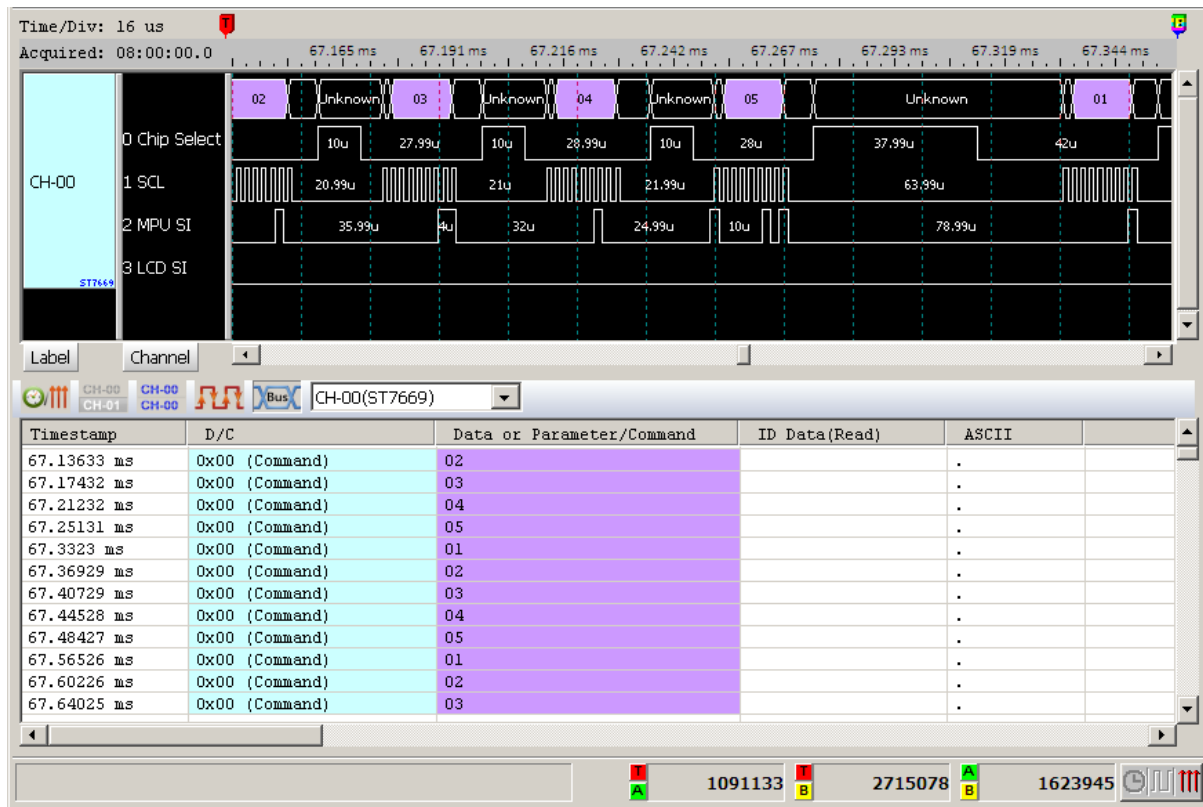 Time/Div: 16 us T B
Acquired: 08:00:00.0 67.165 ms 67.191 ms 67.216 ms 67.242 ms 67.267 ms 67.293 ms 67.319 ms 67.344 ms
02 Unknown 03 Unknown 04 Unknown 05 Unknown 01
0 Chip Select 10u 27.99u 10u 28.99u 10u 28u 37.99u 42u
CH-00 1 SCL 20.99u 21u 21.99u 63.99u
2 MPU SI 35.99u 4u 32u 24.99u 10u 78.99u
3 LCD SI
ST7669
Label Channel
CH-00 CH-00
CH-01 CH-00 Bus CH-00(ST7669)
Timestamp D/C Data or Parameter/Command ID Data(Read) ASCII
67.13633 ms 0x00 (Command) 02 .
67.17432 ms 0x00 (Command) 03 .
67.21232 ms 0x00 (Command) 04 .
67.25131 ms 0x00 (Command) 05 .
67.3323 ms 0x00 (Command) 01 .
67.36929 ms 0x00 (Command) 02 .
67.40729 ms 0x00 (Command) 03 .
67.44528 ms 0x00 (Command) 04 .
67.48427 ms 0x00 (Command) 05 .
67.56526 ms 0x00 (Command) 01 .
67.60226 ms 0x00 (Command) 02 .
67.64025 ms 0x00 (Command) 03 .
T A 1091133 T B 2715078 A B 1623945